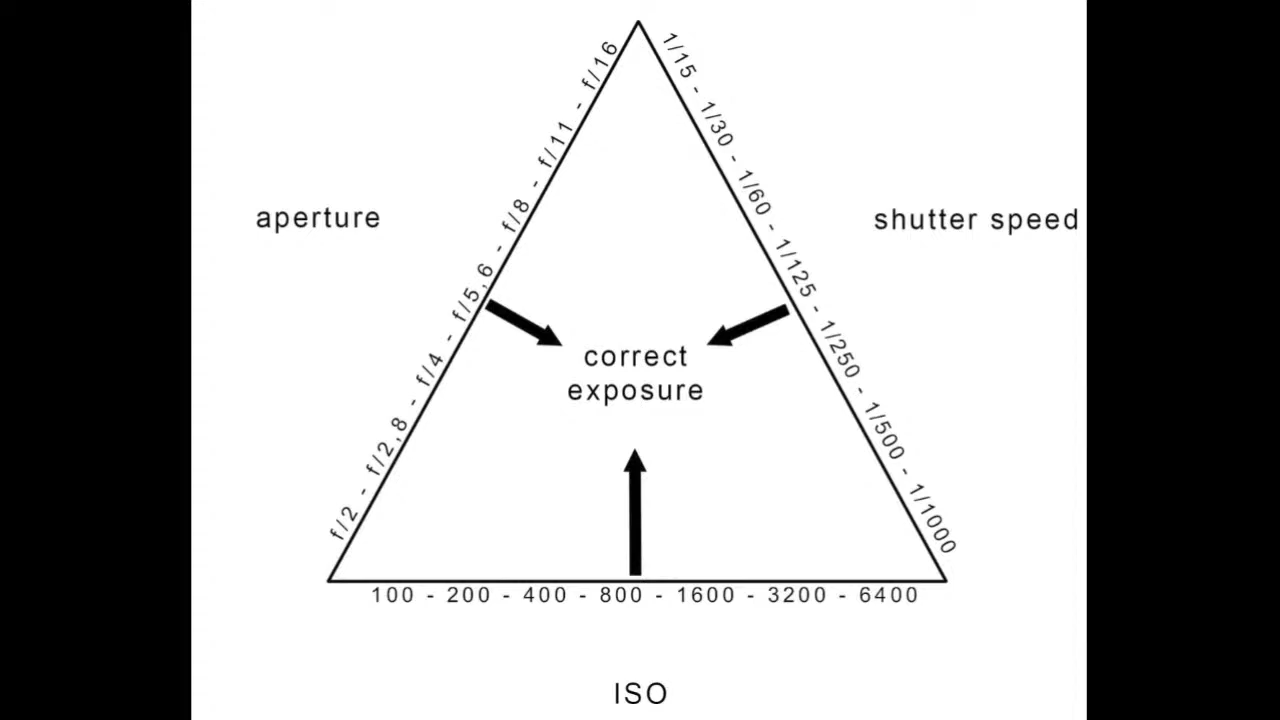 f/2 - f/2,8 - f/4 - f/5,6 - f/8 - f/11 - f/16
1/15 - 1/30 - 1/60 - 1/125 - 1/250 - 1/500 - 1/1000
aperture
shutter speed
correct
exposure
100 - 200 - 400 - 800 - 1600 - 3200 - 6400
ISO